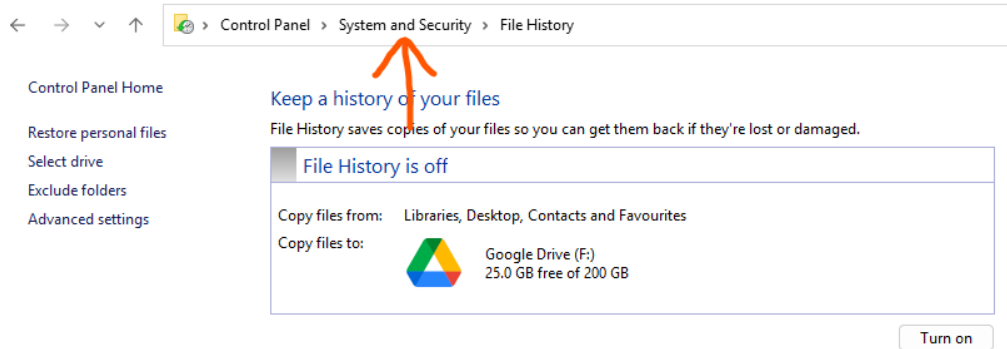 Control Panel > System and Security > File History
Control Panel Home
Restore personal files
Select drive
Exclude folders
Advanced settings
Keep a history of your files
File History saves copies of your files so you can get them back if they're lost or damaged.
File History is off
Copy files from: Libraries, Desktop, Contacts and Favourites
Copy files to:
Google Drive (F:)
25.0 GB free of 200 GB
Turn on